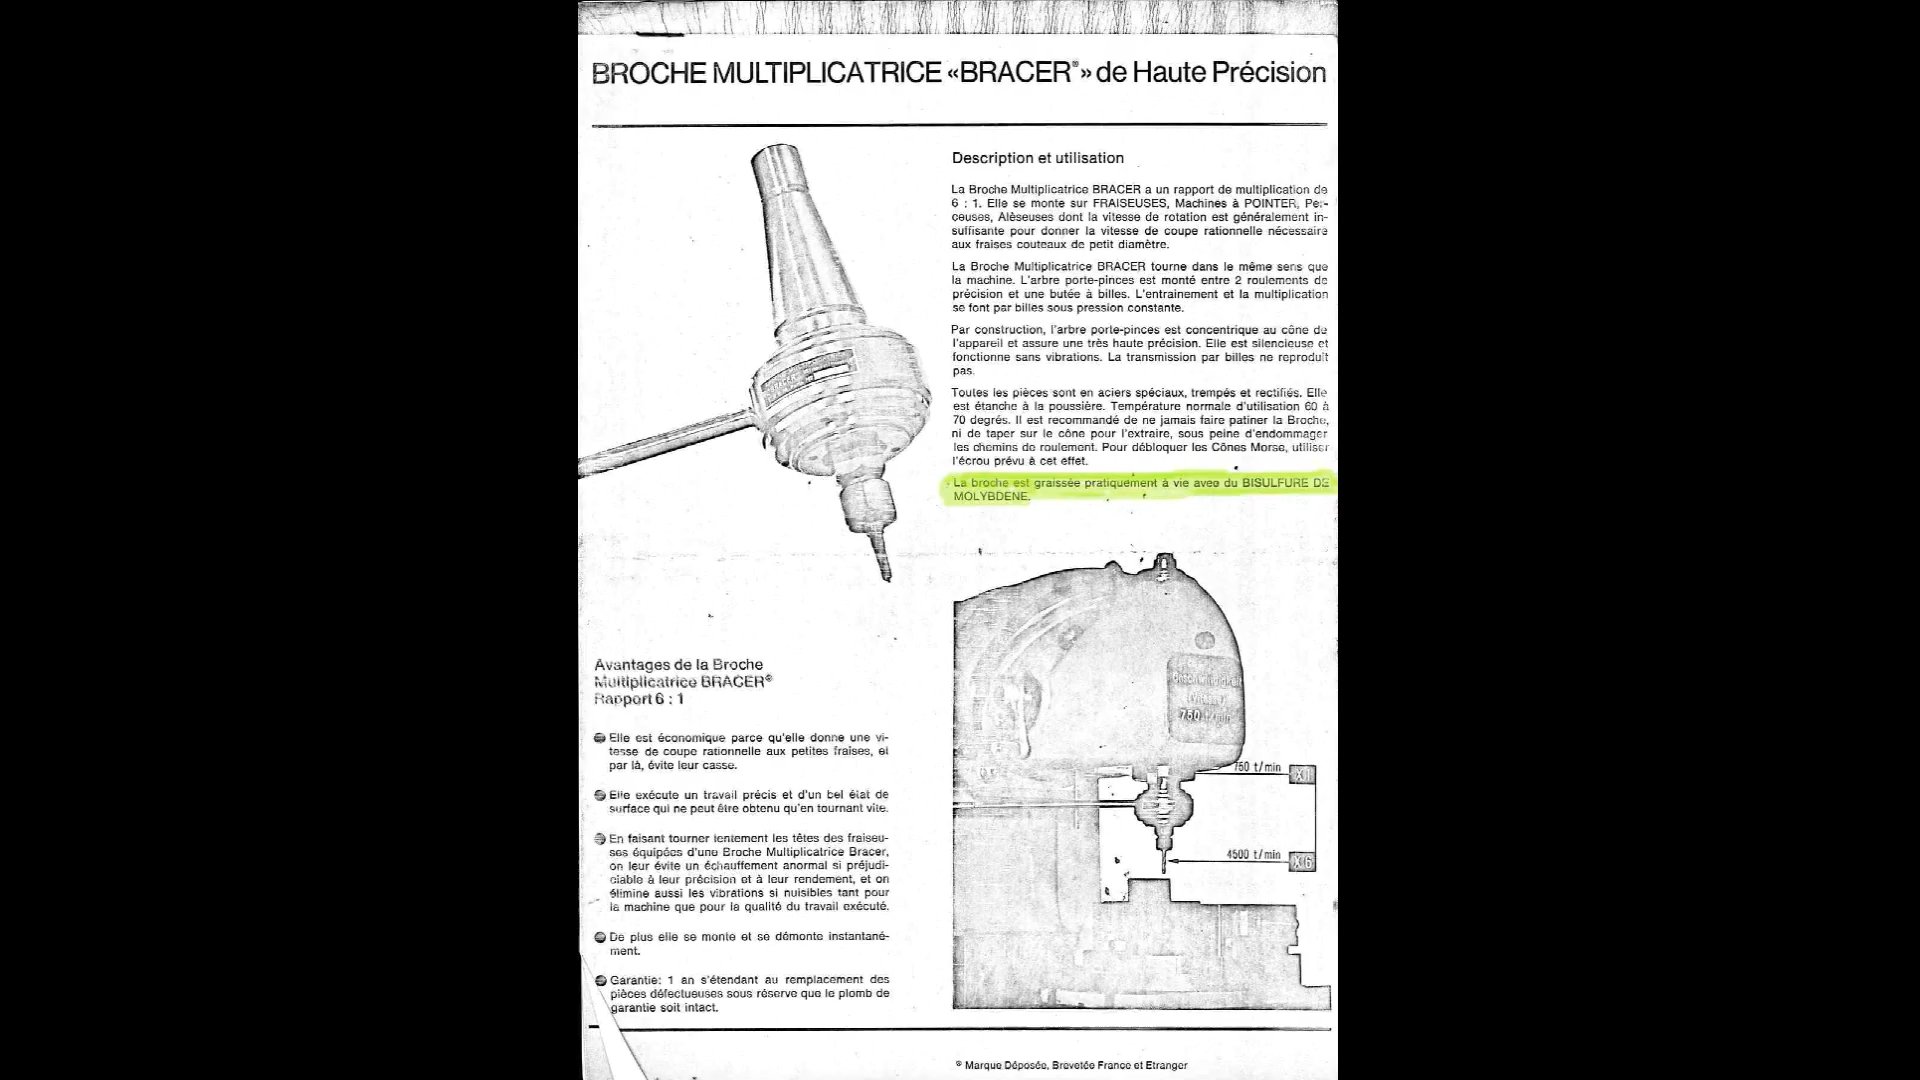 BROCHE MULTIPLICATRICE «BRACER®» de Haute Précision
Description et utilisation
La Broche Multiplicatrice BRACER a un rapport de multiplication de
6 : 1. Elle se monte sur FRAISEUSES, Machines à POINTER, Per-
ceuses, Alèseuses dont la vitesse de rotation est généralement in-
suffisante pour donner la vitesse de coupe rationnelle nécessaire
aux fraises couteaux de petit diamètre.
La Broche Multiplicatrice BRACER tourne dans le même sens que
la machine. L'arbre porte-pinces est monté entre 2 roulements de
précision et une butée à billes. L'entrainement et la multiplication
se font par billes sous pression constante.
Par construction, l'arbre porte-pinces est concentrique au cône de
l'appareil et assure une très haute précision. Elle est silencieuse et
fonctionne sans vibrations. La transmission par billes ne reproduit
pas.
Toutes les pièces sont en aciers spéciaux, trempés et rectifiés. Elle
est étanche à la poussière. Température normale d'utilisation 60 à
70 degrés. Il est recommandé de ne jamais faire patiner la Broche,
ni de taper sur le cône pour l'extraire, sous peine d'endommager
les chemins de roulement. Pour débloquer les Cônes Morse, utiliser
l'écrou prévu à cet effet.
La broche est graissée pratiquement à vie avec du BISULFURE DE
MOLYBDENE.
Avantages de la Broche
Multiplicatrice BRACER®
Rapport 6 : 1
Elle est économique parce qu'elle donne une vi-
tesse de coupe rationnelle aux petites fraises, et
par là, évite leur casse.
Elle exécute un travail précis et d'un bel état de
surface qui ne peut être obtenu qu'en tournant vite.
En faisant tourner lentement les têtes des fraiseu-
ses équipées d'une Broche Multiplicatrice Bracer,
on leur évite un échauffement anormal si préjudi-
ciable à leur précision et à leur rendement, et on
élimine aussi les vibrations si nuisibles tant pour
la machine que pour la qualité du travail exécuté.
De plus elle se monte et se démonte instantané-
ment.
Garantie: 1 an s'étendant au remplacement des
pièces défectueuses sous réserve que le plomb de
garantie soit intact.
750 t/min
750 t/min X1
4500 t/min X6
® Marque Déposée, Brevetée France et Etranger